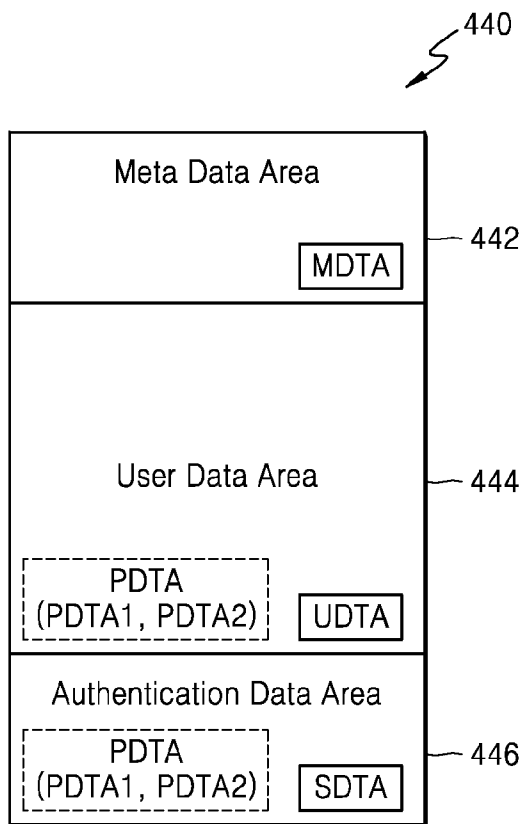 440
Meta Data Area
442
MDTA
User Data Area
444
PDTA
(PDTA1, PDTA2)
UDTA
Authentication Data Area
PDTA
(PDTA1, PDTA2)
446
SDTA